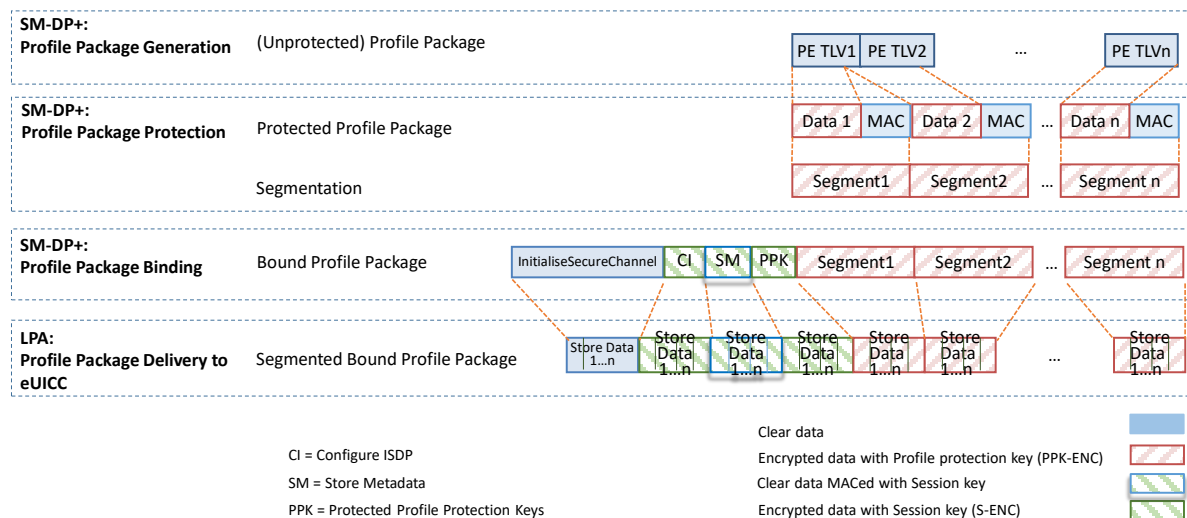 SM-DP+:
Profile Package Generation
(Unprotected) Profile Package
PE TLV1 PE TLV2 ... PE TLVn
SM-DP+:
Profile Package Protection
Protected Profile Package
Data 1 MAC Data 2 MAC ... Data n MAC
Segmentation
Segment1 Segment2 ... Segment n
SM-DP+:
Profile Package Binding
Bound Profile Package
InitialiseSecureChannel CI SM PPK Segment1 Segment2 ... Segment n
LPA:
Profile Package Delivery to
eUICC
Segmented Bound Profile Package
Store Data
1...n
Store
Data
1...n
Store
Data
1...n
Store
Data
1...n
Store
Data
1...n
Store
Data
1...n
...
Store
Data
1...n
CI = Configure ISDP
SM = Store Metadata
PPK = Protected Profile Protection Keys
Clear data
Encrypted data with Profile protection key (PPK-ENC)
Clear data MACed with Session key
Encrypted data with Session key (S-ENC)